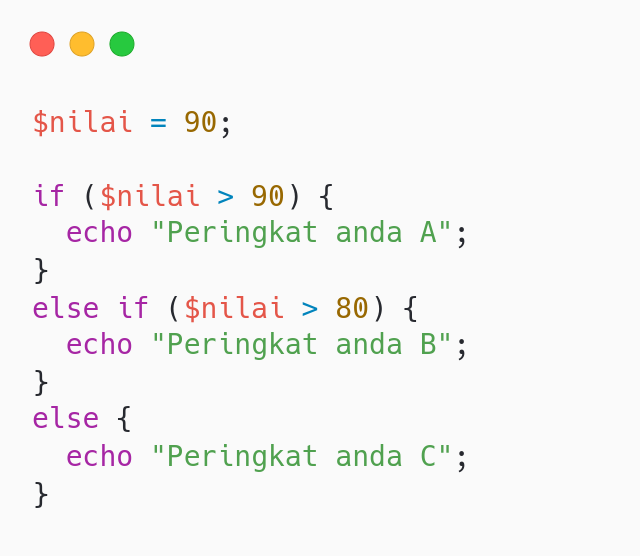 $nilai = 90;

if ($nilai > 90) {
  echo "Peringkat anda A";
}
else if ($nilai > 80) {
  echo "Peringkat anda B";
}
else {
  echo "Peringkat anda C";
}